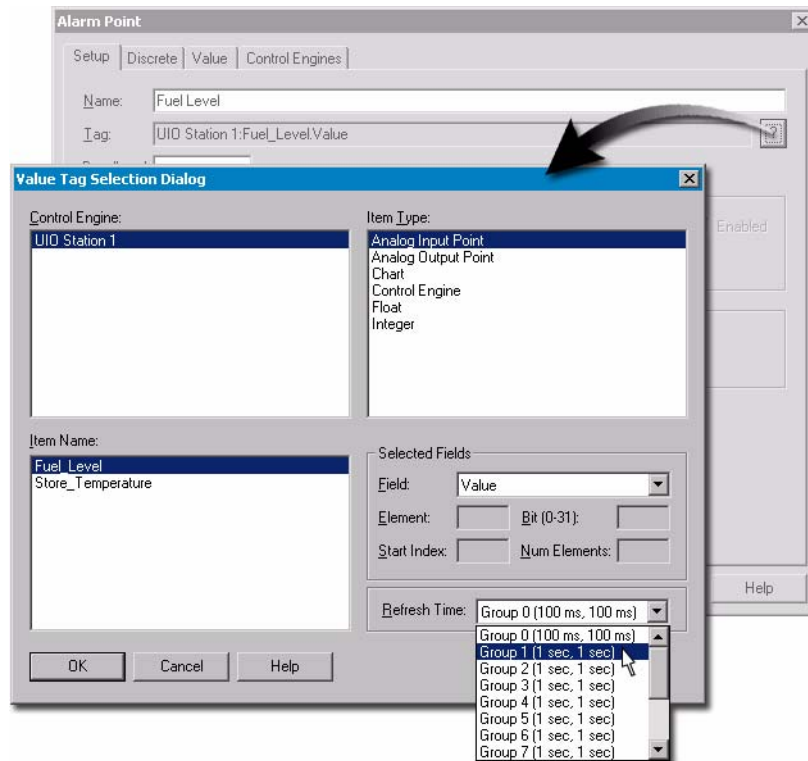 Alarm Point
Setup Discrete Value Control Engines
Name: Fuel Level
Tag: UIO Station 1:Fuel_Level.Value ?
Enabled
Value Tag Selection Dialog
Control Engine:
UIO Station 1
Item Type:
Analog Input Point
Analog Output Point
Chart
Control Engine
Float
Integer
Item Name:
Fuel_Level
Store_Temperature
Selected Fields
Field: Value
Element: Bit (0-31):
Start Index: Num Elements:
Refresh Time: Group 0 (100 ms, 100 ms)
Group 0 (100 ms, 100 ms)
Group 1 (1 sec, 1 sec)
Group 2 (1 sec, 1 sec)
Group 3 (1 sec, 1 sec)
Group 4 (1 sec, 1 sec)
Group 5 (1 sec, 1 sec)
Group 6 (1 sec, 1 sec)
Group 7 (1 sec, 1 sec)
OK Cancel Help
Help